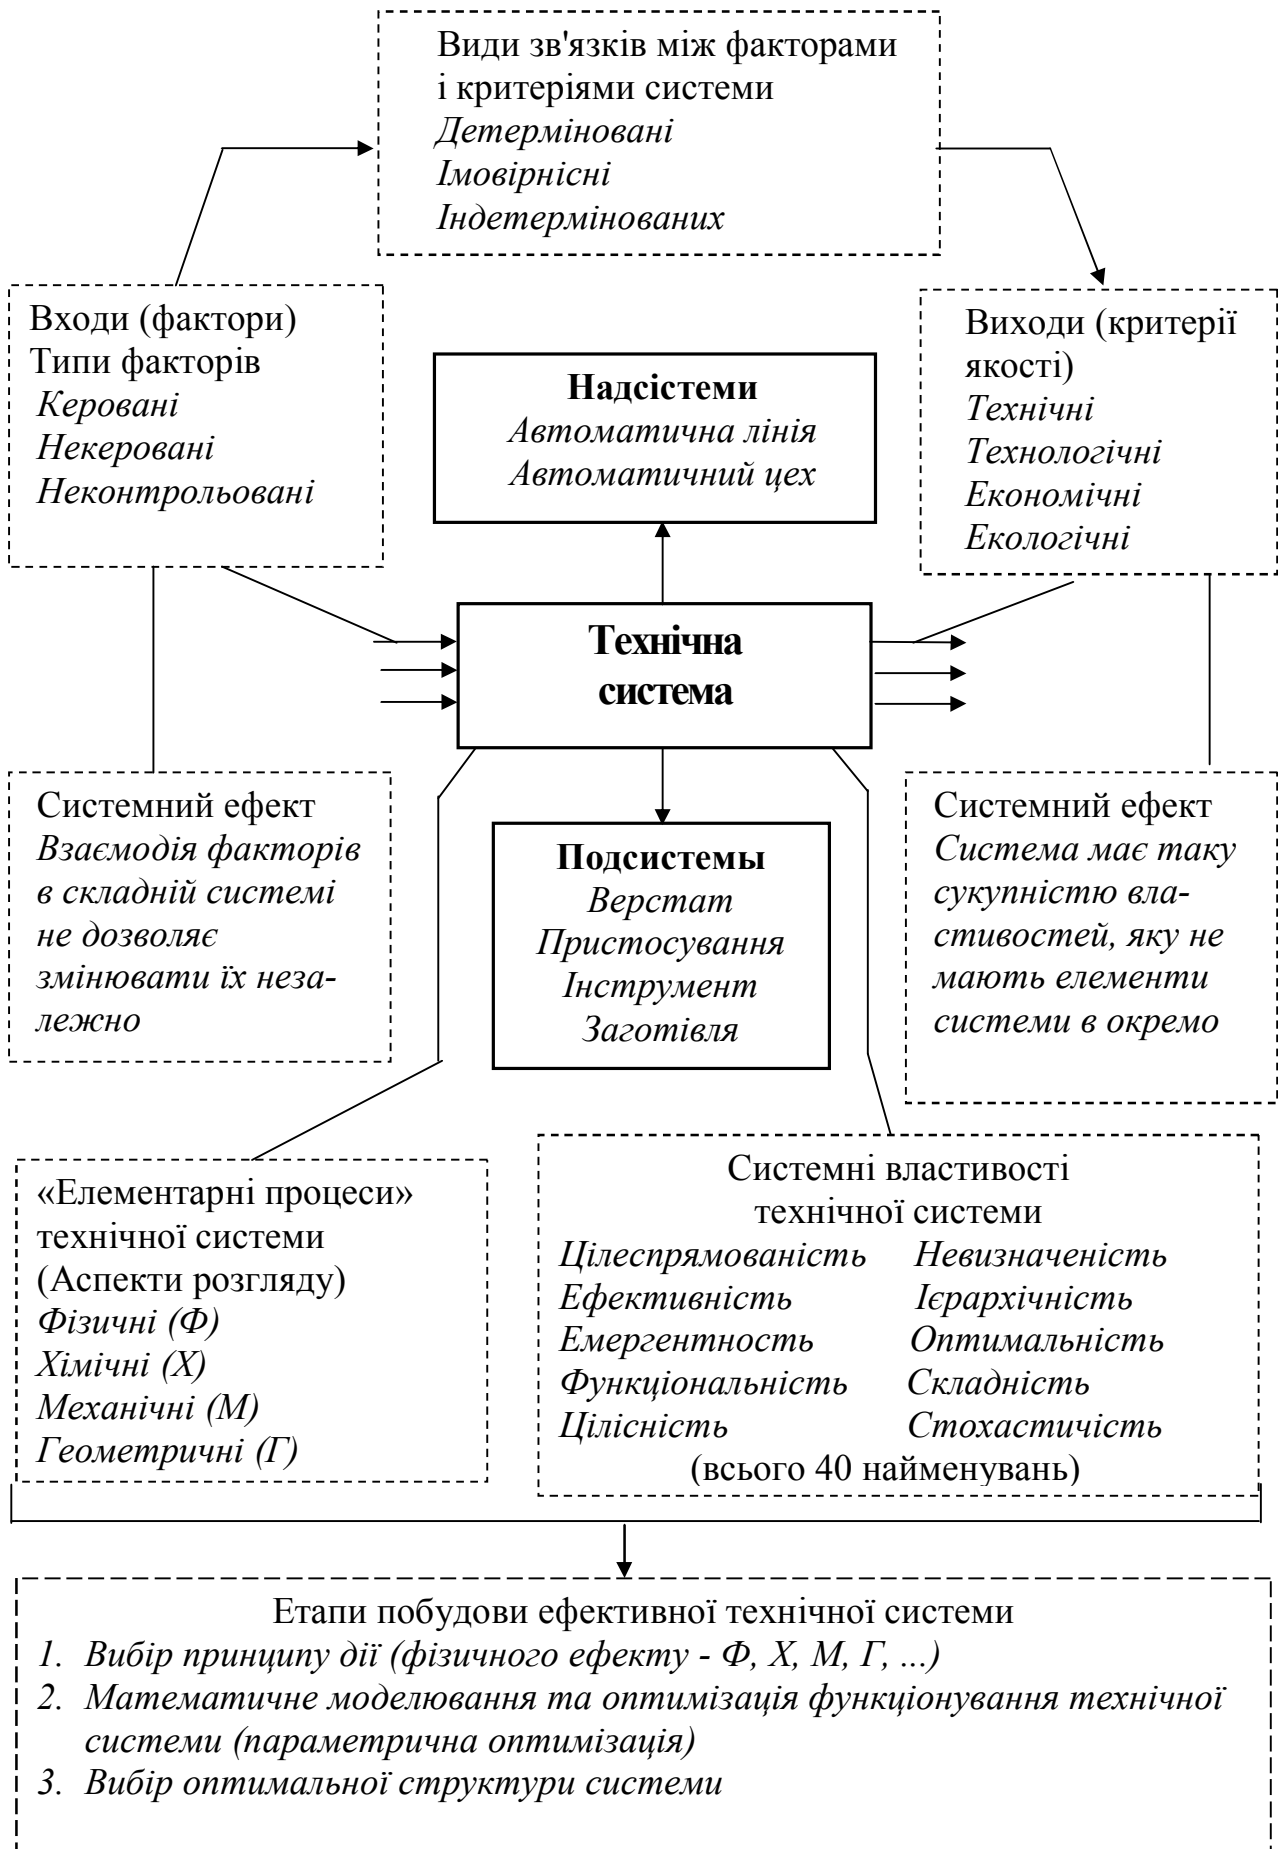 Види зв'язків між факторами
і критеріями системи
Детерміновані
Імовірнісні
Індетермінованих
Входи (фактори)
Типи факторів
Керовані
Некеровані
Неконтрольовані
Надсістеми
Автоматична лінія
Автоматичний цех
Виходи (критерії
якості)
Технічні
Технологічні
Економічні
Екологічні
Технічна
система
Системний ефект
Взаємодія факторів
в складній системі
не дозволяє
змінювати їх неза-
лежно
Подсистемы
Верстат
Пристосування
Інструмент
Заготівля
Системний ефект
Система має таку
сукупністю вла-
стивостей, яку не
мають елементи
системи в окремо
«Елементарні процеси»
технічної системи
(Аспекти розгляду)
Фізичні (Ф)
Хімічні (Х)
Механічні (М)
Геометричні (Г)
Системні властивості
технічної системи
Цілеспрямованість Невизначеність
Ефективність Ієрархічність
Емергентность Оптимальність
Функціональність Складність
Цілісність Стохастичість
(всього 40 найменувань)
Етапи побудови ефективної технічної системи
1. Вибір принципу дії (фізичного ефекту - Ф, Х, М, Г, ...)
2. Математичне моделювання та оптимізація функціонування технічної
системи (параметрична оптимізація)
3. Вибір оптимальної структури системи